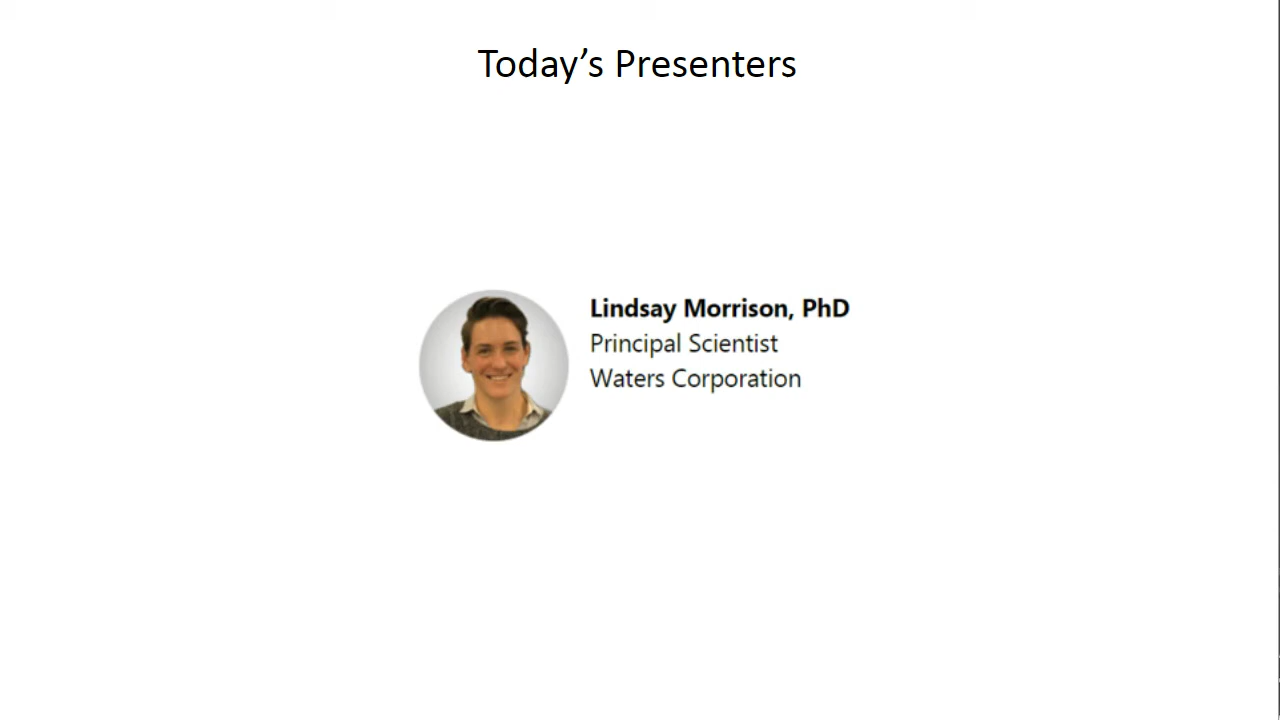 Today’s Presenters
Lindsay Morrison, PhD
Principal Scientist
Waters Corporation